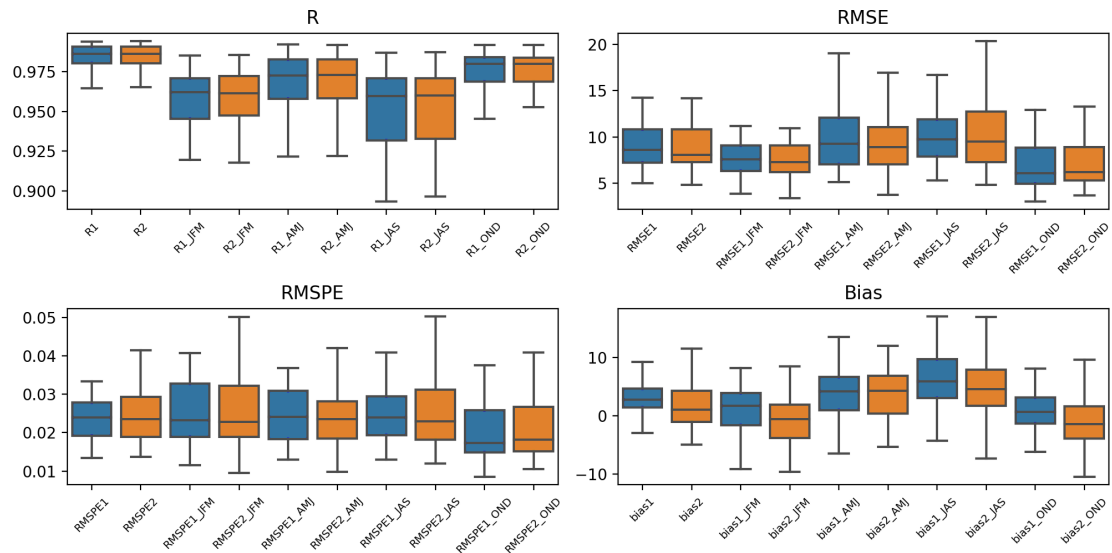 R
0.975
0.950
0.925
0.900
R1 R2 R1_JFM R2_JFM R1_AMJ R2_AMJ R1_JAS R2_JAS R1_OND R2_OND
RMSE
20
15
10
5
RMSE1 RMSE2 RMSE1_JFM RMSE2_JFM RMSE1_AMJ RMSE2_AMJ RMSE1_JAS RMSE2_JAS RMSE1_OND RMSE2_OND
RMSPE
0.05
0.04
0.03
0.02
0.01
RMSPE1 RMSPE2 RMSPE1_JFM RMSPE2_JFM RMSPE1_AMJ RMSPE2_AMJ RMSPE1_JAS RMSPE2_JAS RMSPE1_OND RMSPE2_OND
Bias
10
0
−10
bias1 bias2 bias1_JFM bias2_JFM bias1_AMJ bias2_AMJ bias1_JAS bias2_JAS bias1_OND bias2_OND